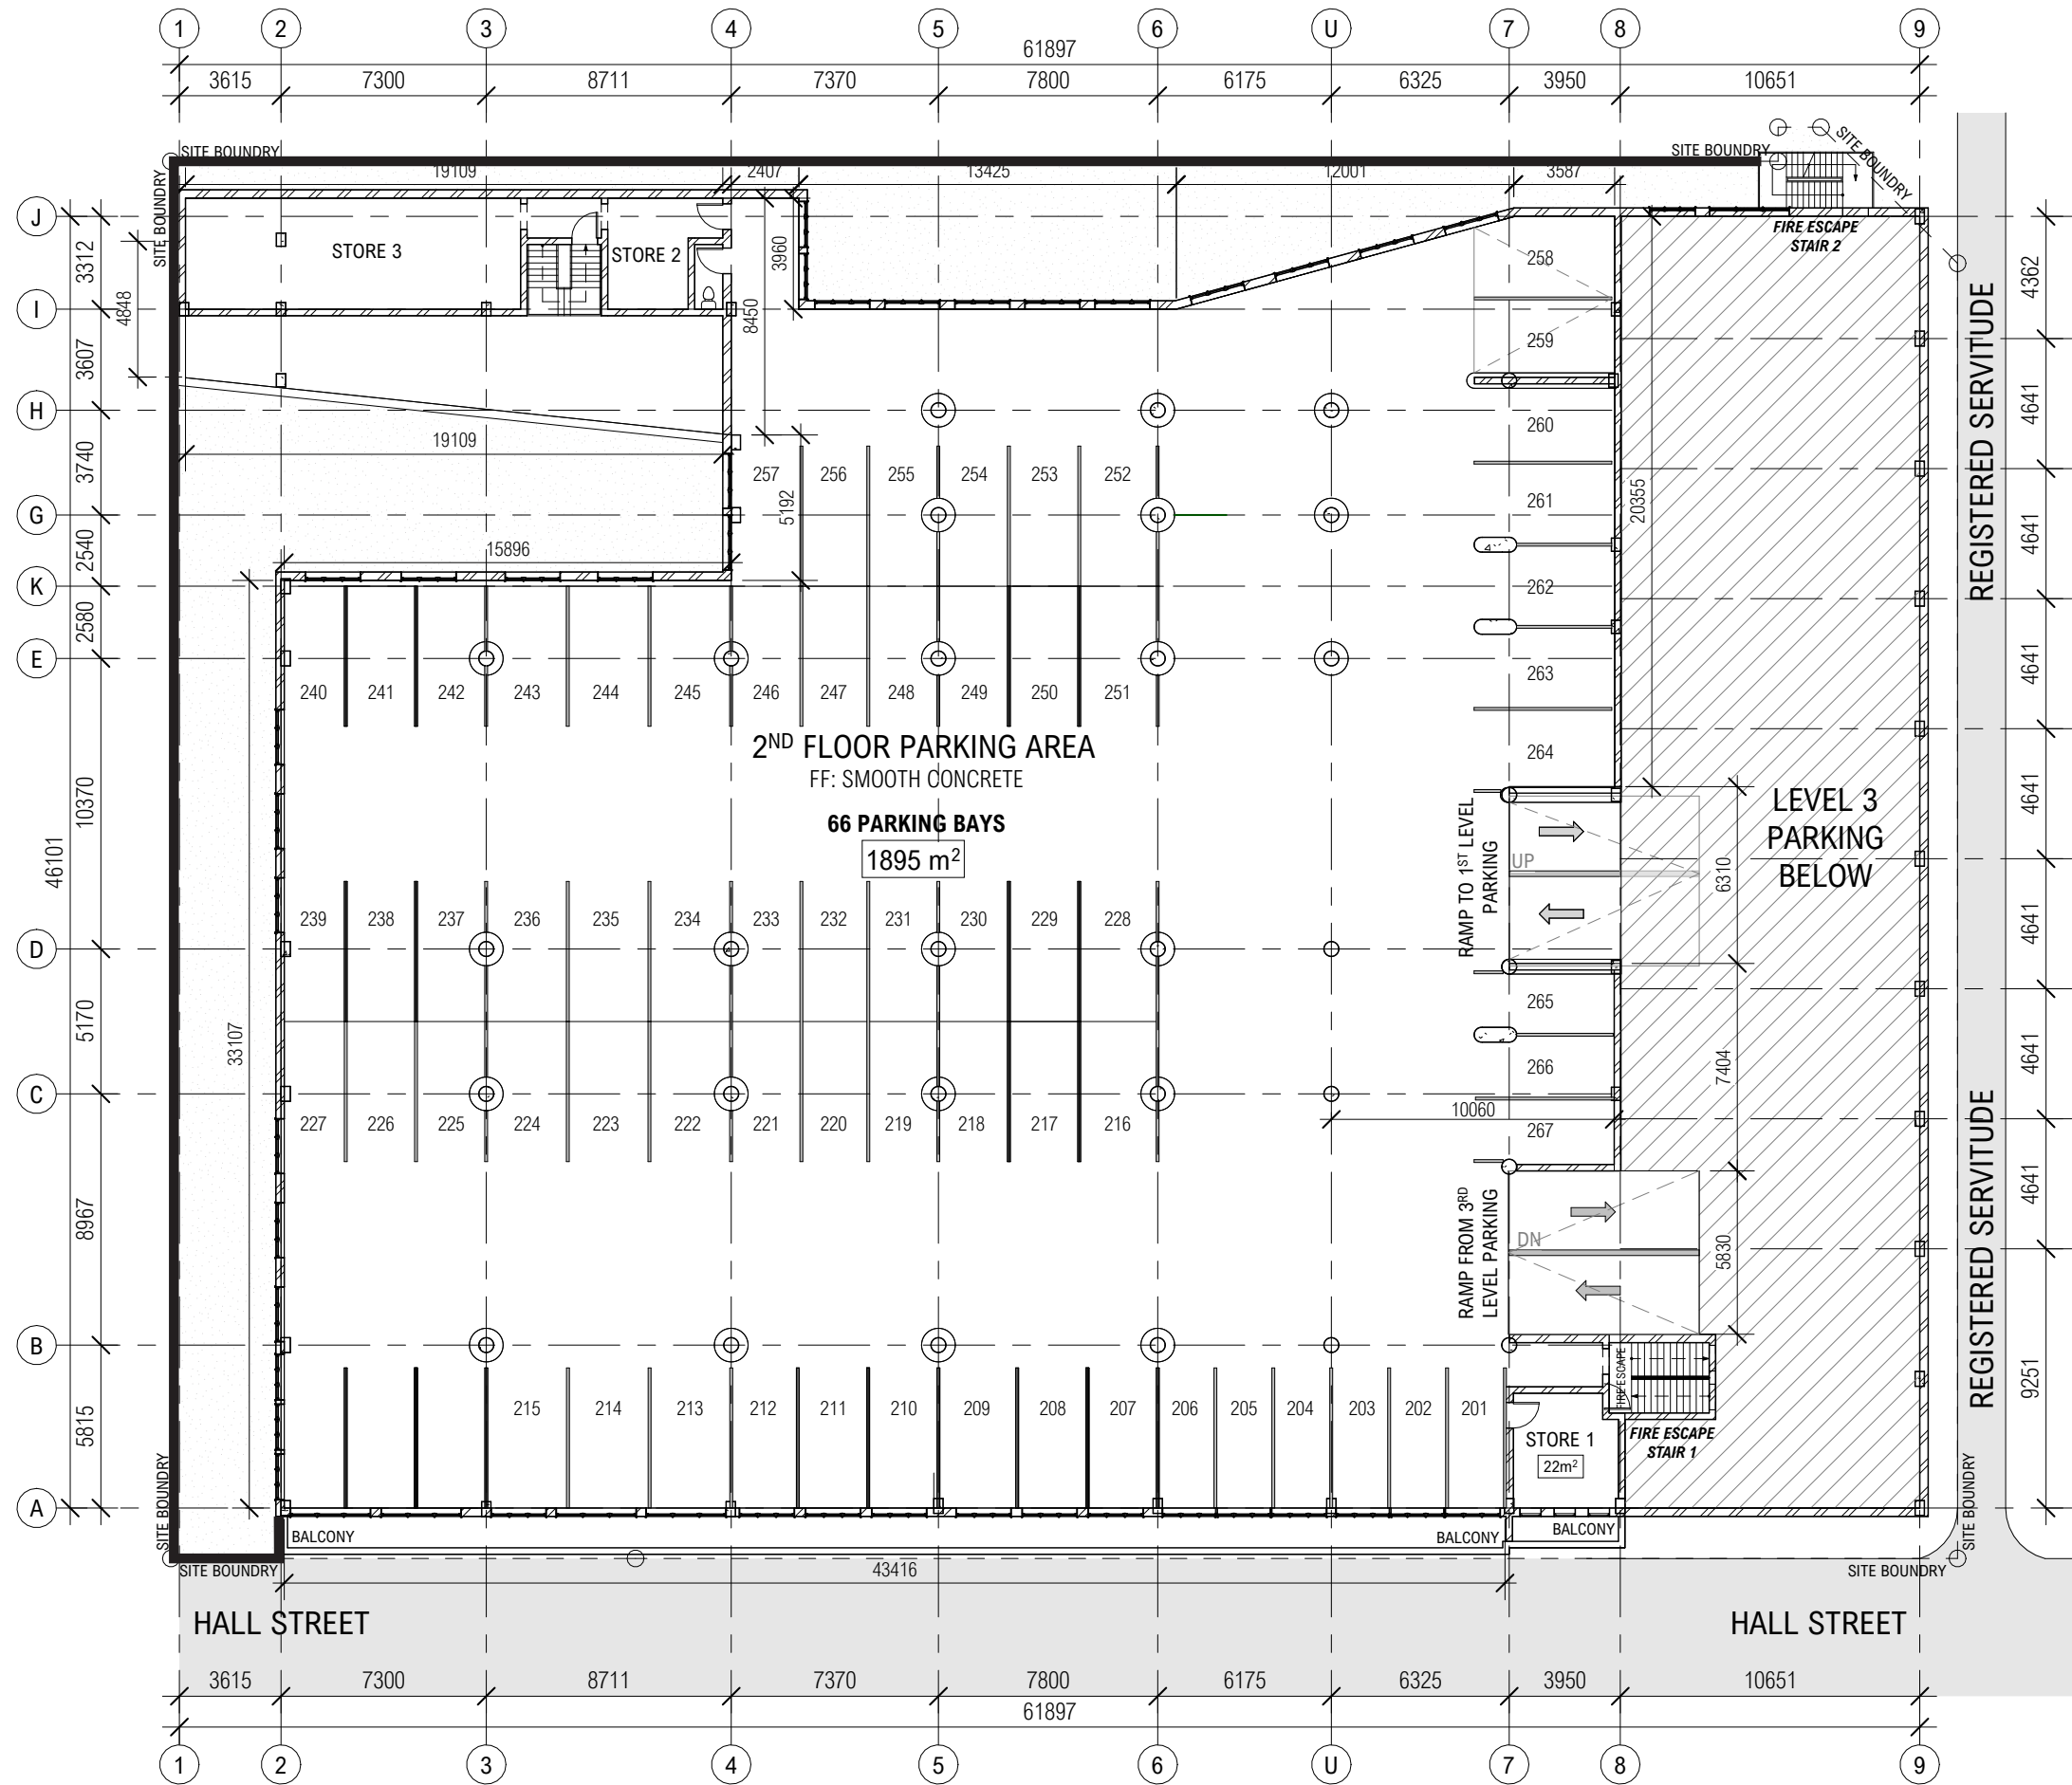 1 2 3 4 5 6 U 7 8 9
61897
3615 7300 8711 7370 7800 6175 6325 3950 10651
SITE BOUNDRY
SITE BOUNDRY
SITE BOUNDRY
SITE BOUNDRY
19109 2407 13425 12001 3587
J
I
H
G
K
E
D
C
B
A
3312
3607
3740
2540
2580
10370
5170
8967
5815
46101
4848
STORE 3
STORE 2
3960
8450
FIRE ESCAPE
STAIR 2
258
259
260
261
262
263
264
19109
15896
5192
20355
257 256 255 254 253 252
240 241 242 243 244 245 246 247 248 249 250 251
2ND FLOOR PARKING AREA
FF: SMOOTH CONCRETE
66 PARKING BAYS
1895 m2
RAMP TO 1ST LEVEL
PARKING
UP
6310
LEVEL 3
PARKING
BELOW
239 238 237 236 235 234 233 232 231 230 229 228
33107
265
266
10060
267
7404
227 226 225 224 223 222 221 220 219 218 217 216
RAMP FROM 3RD
LEVEL PARKING
DN
5830
215 214 213 212 211 210 209 208 207 206 205 204 203 202 201
FIRE ESCAPE
STORE 1
22m2
FIRE ESCAPE
STAIR 1
REGISTERED SERVITUDE
REGISTERED SERVITUDE
4362
4641
4641
4641
4641
4641
4641
4641
4641
9251
SITE BOUNDRY
SITE BOUNDRY
BALCONY
BALCONY
BALCONY
SITE BOUNDRY
SITE BOUNDRY
43416
HALL STREET
HALL STREET
3615 7300 8711 7370 7800 6175 6325 3950 10651
61897
1 2 3 4 5 6 U 7 8 9